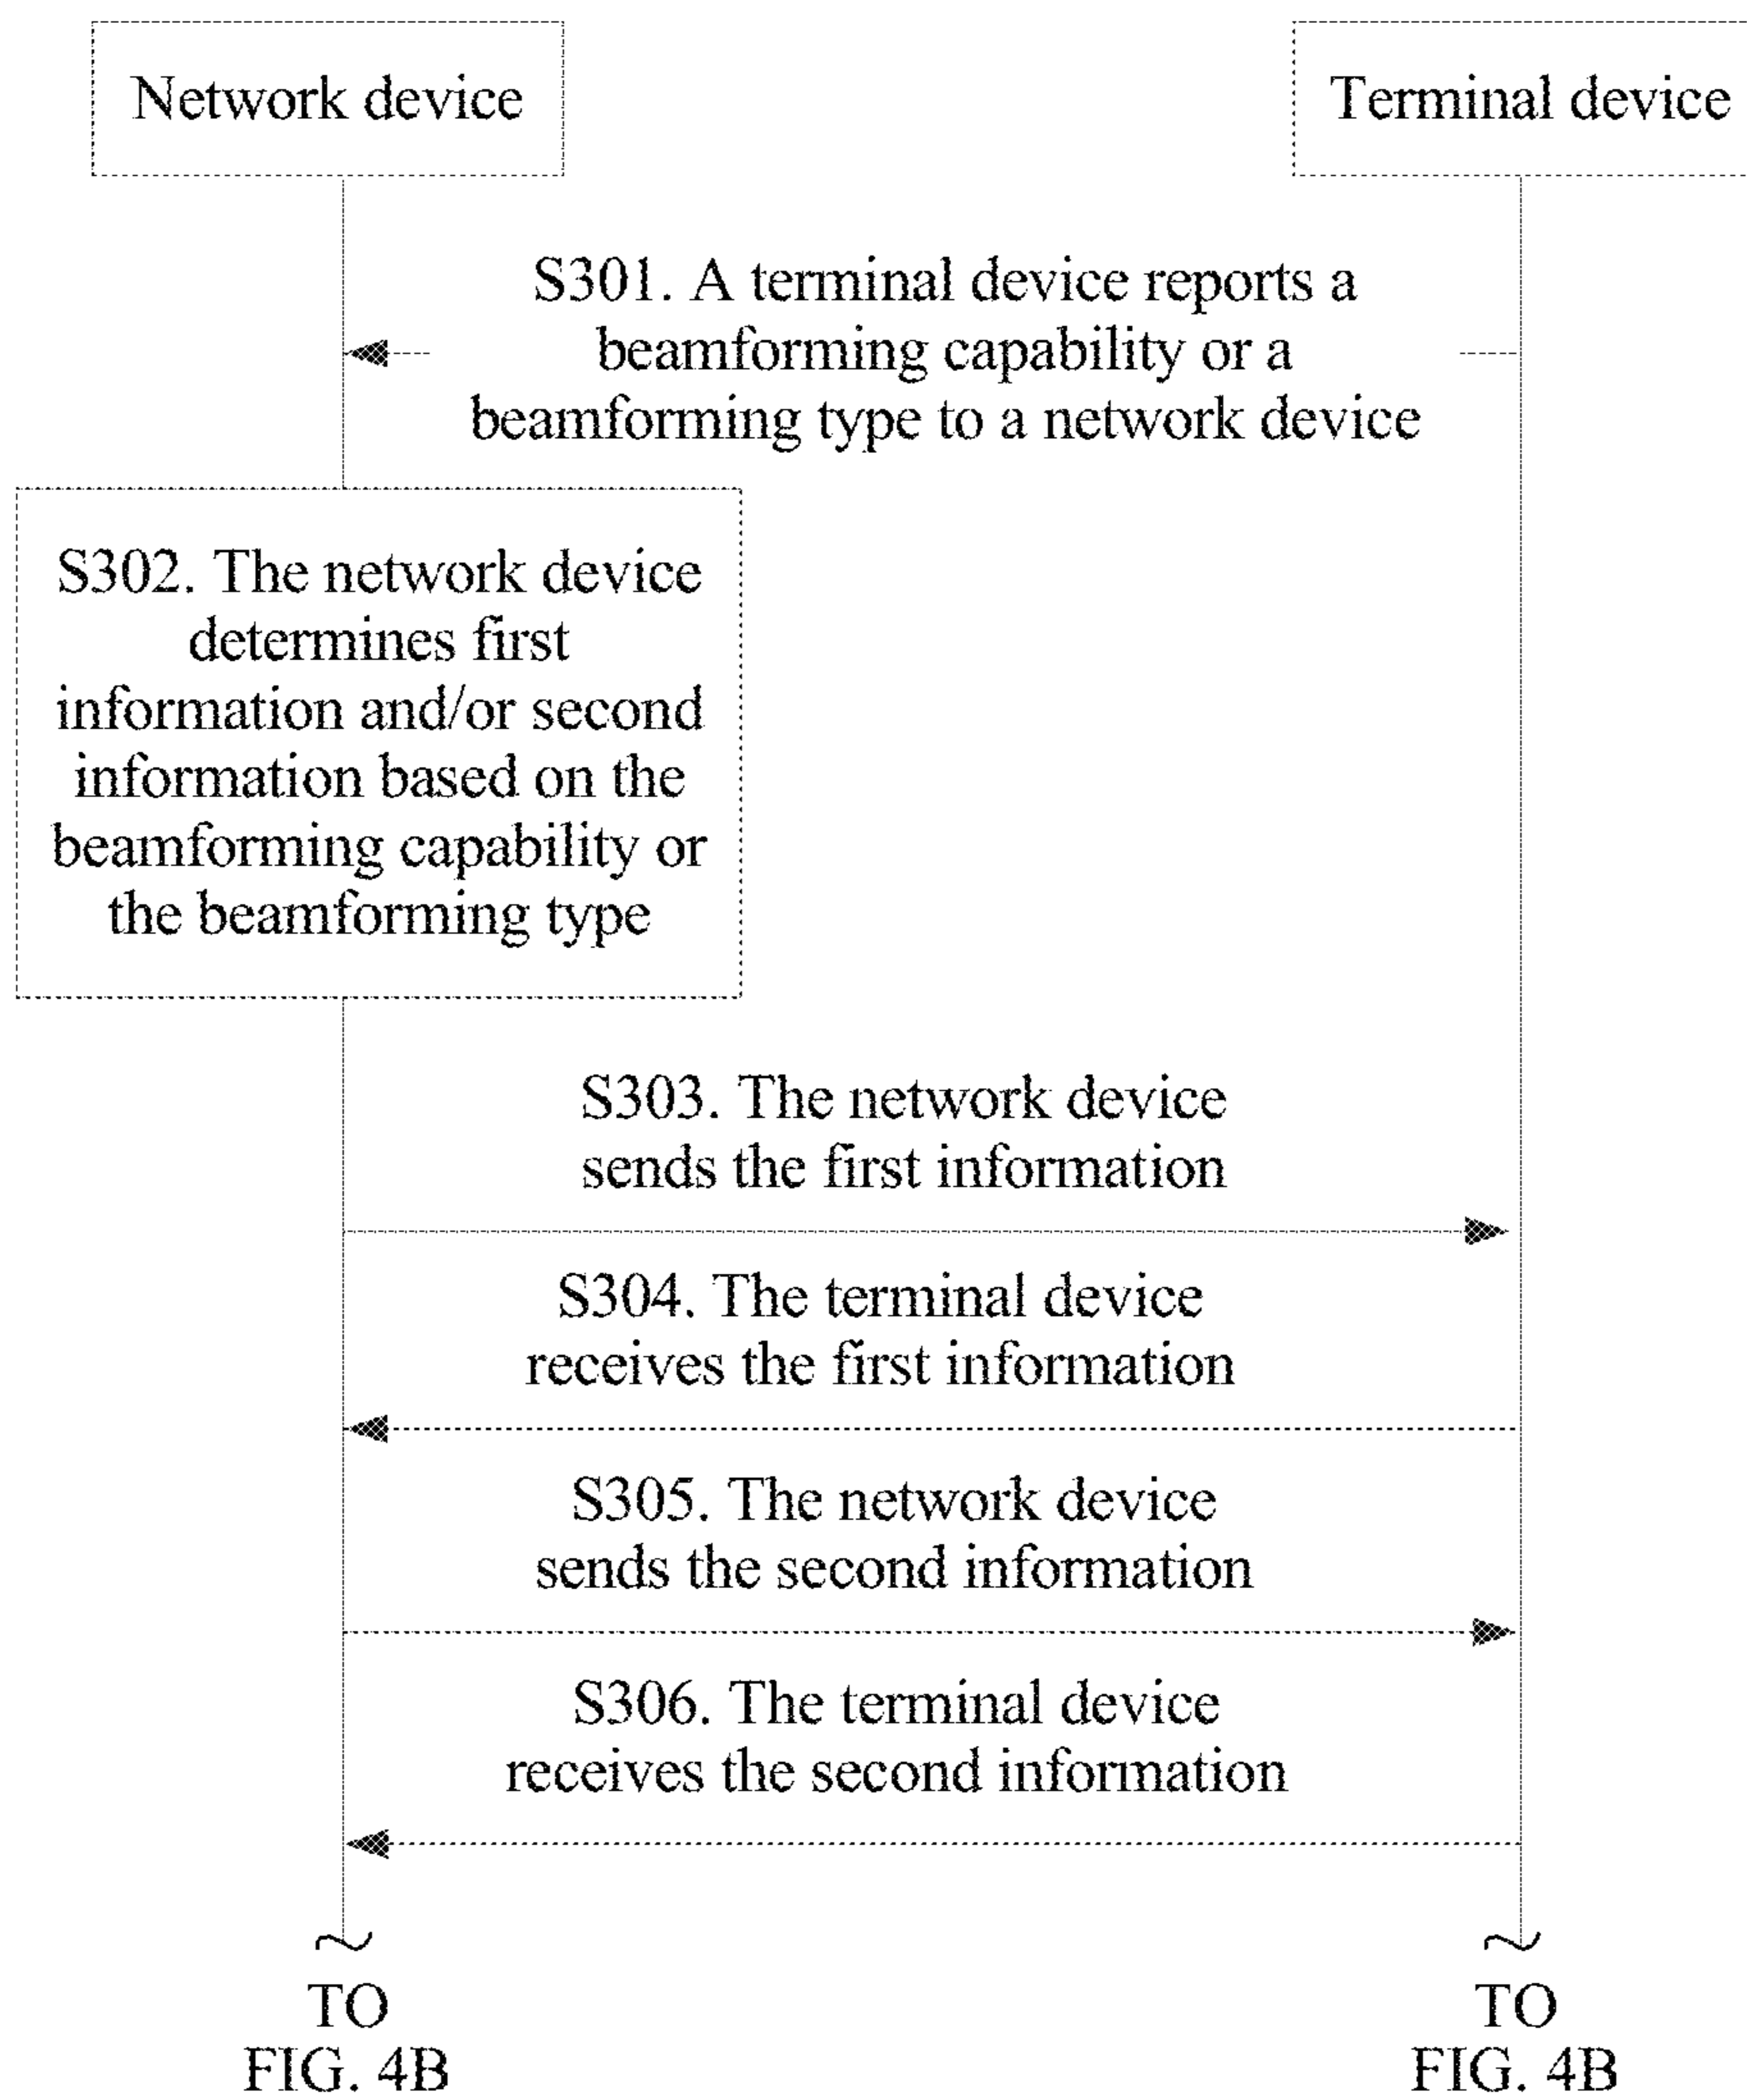 Network device
Terminal device
S301. A terminal device reports a
beamforming capability or a
beamforming type to a network device
S302. The network device
determines first
information and/or second
information based on the
beamforming capability or
the beamforming type
S303. The network device
sends the first information
S304. The terminal device
receives the first information
S305. The network device
sends the second information
S306. The terminal device
receives the second information
TO
FIG. 4B
TO
FIG. 4B